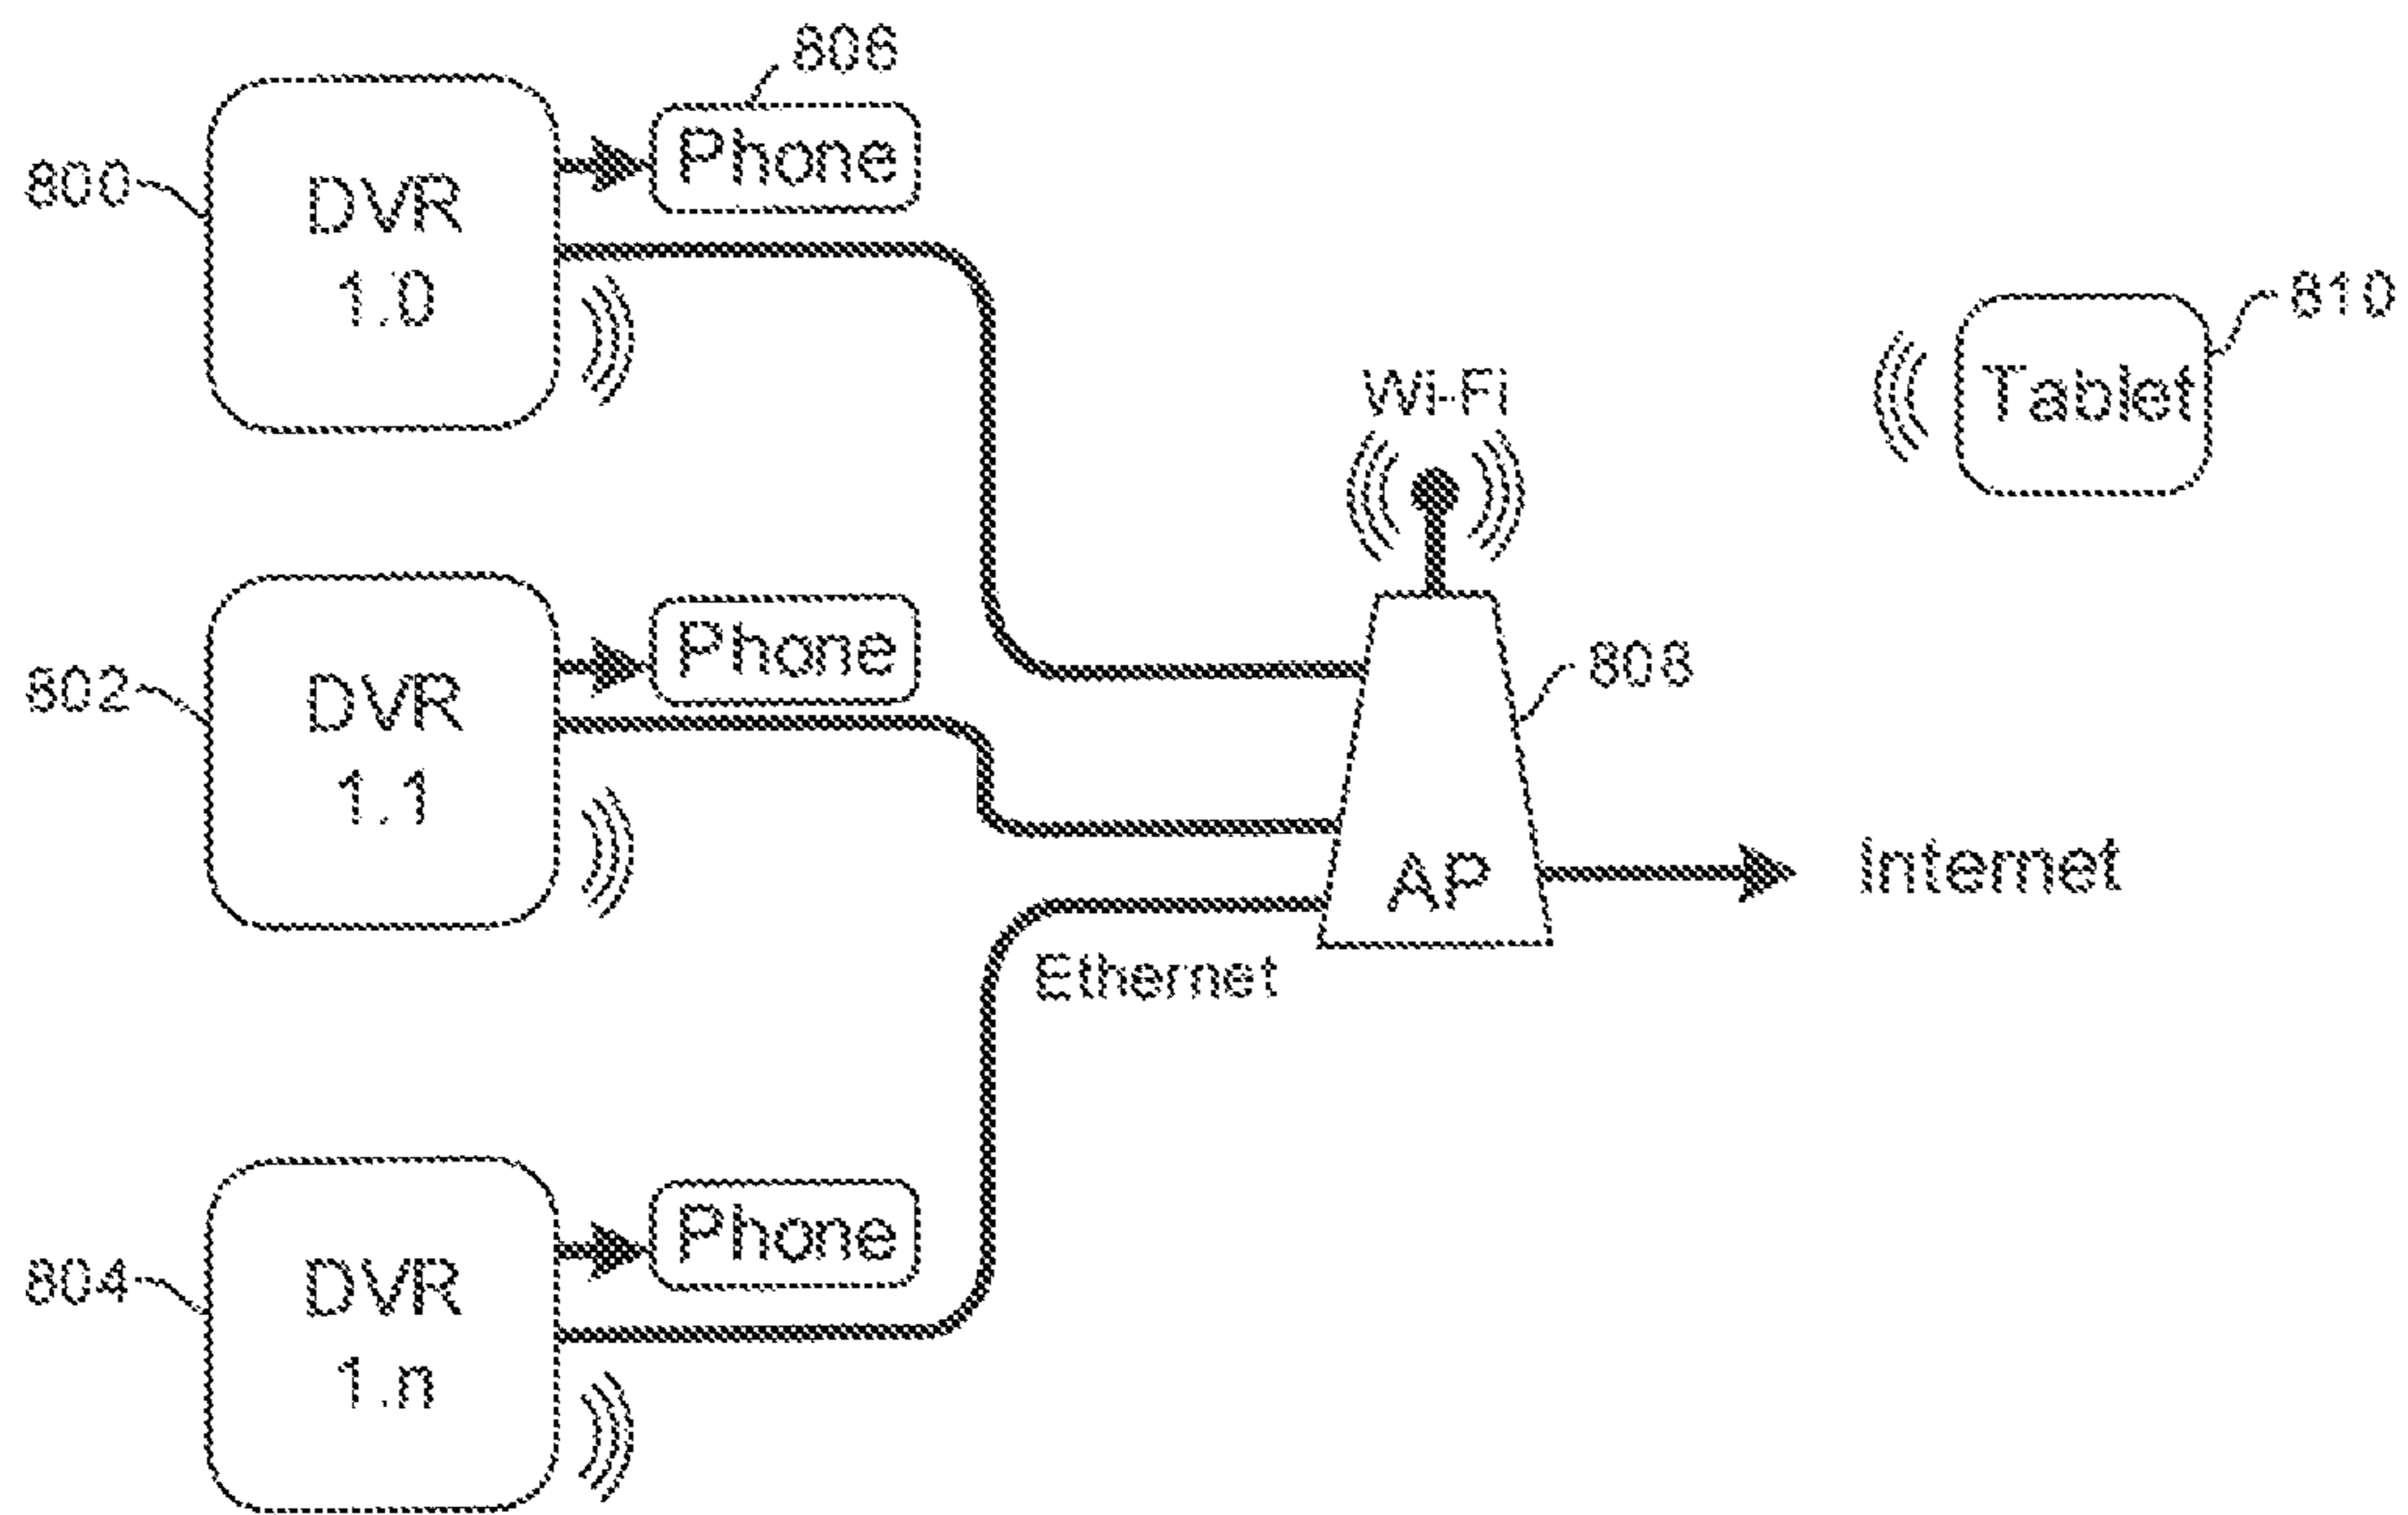 806
800
DVR
1.0
Phone
810
Tablet
Wi-Fi
802
DVR
1.1
Phone
808
AP
Internet
Ethernet
804
DVR
1.n
Phone